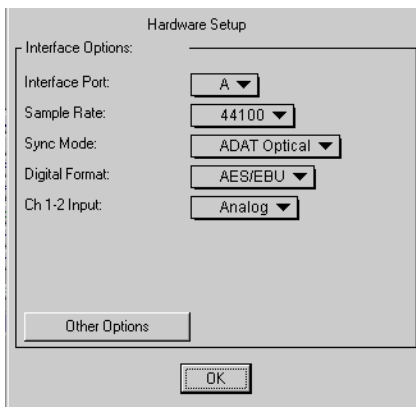 Hardware Setup
Interface Options:
Interface Port: A
Sample Rate: 44100
Sync Mode: ADAT Optical
Digital Format: AES/EBU
Ch 1-2 Input: Analog
Other Options
OK